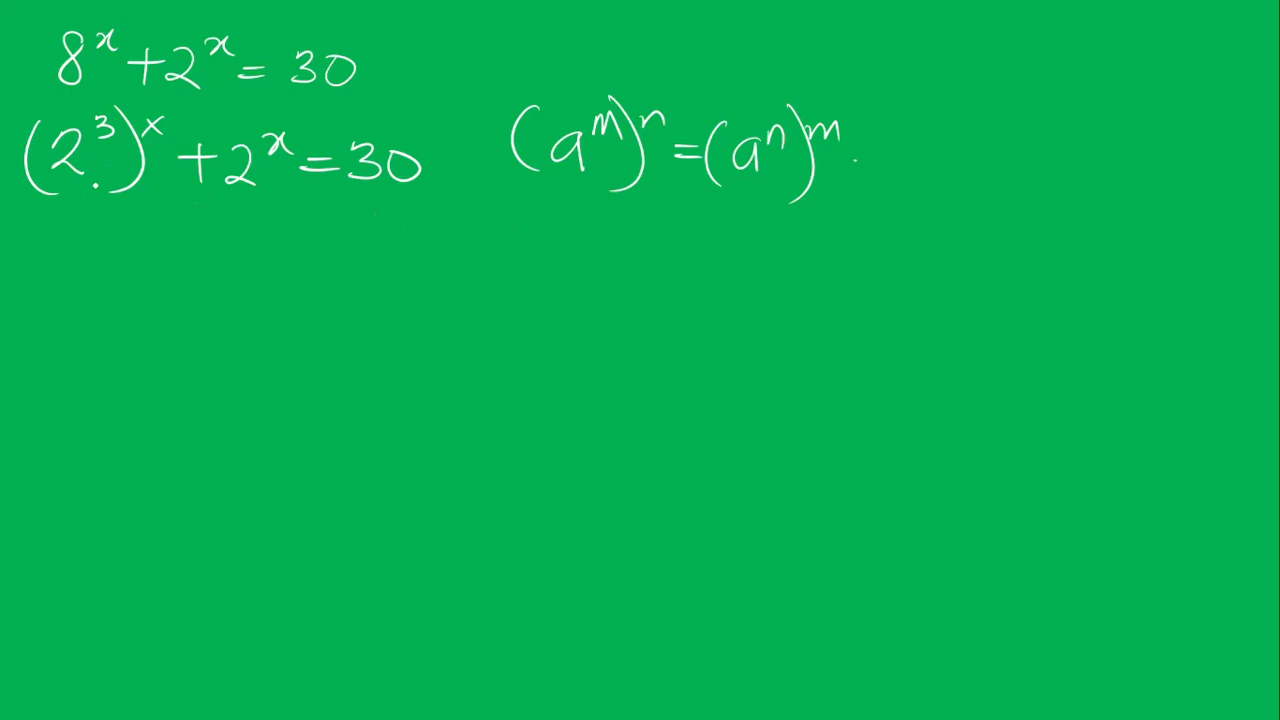 8^x + 2^x = 30
(2^3)^x + 2^x = 30
(a^m)^n = (a^n)^m.